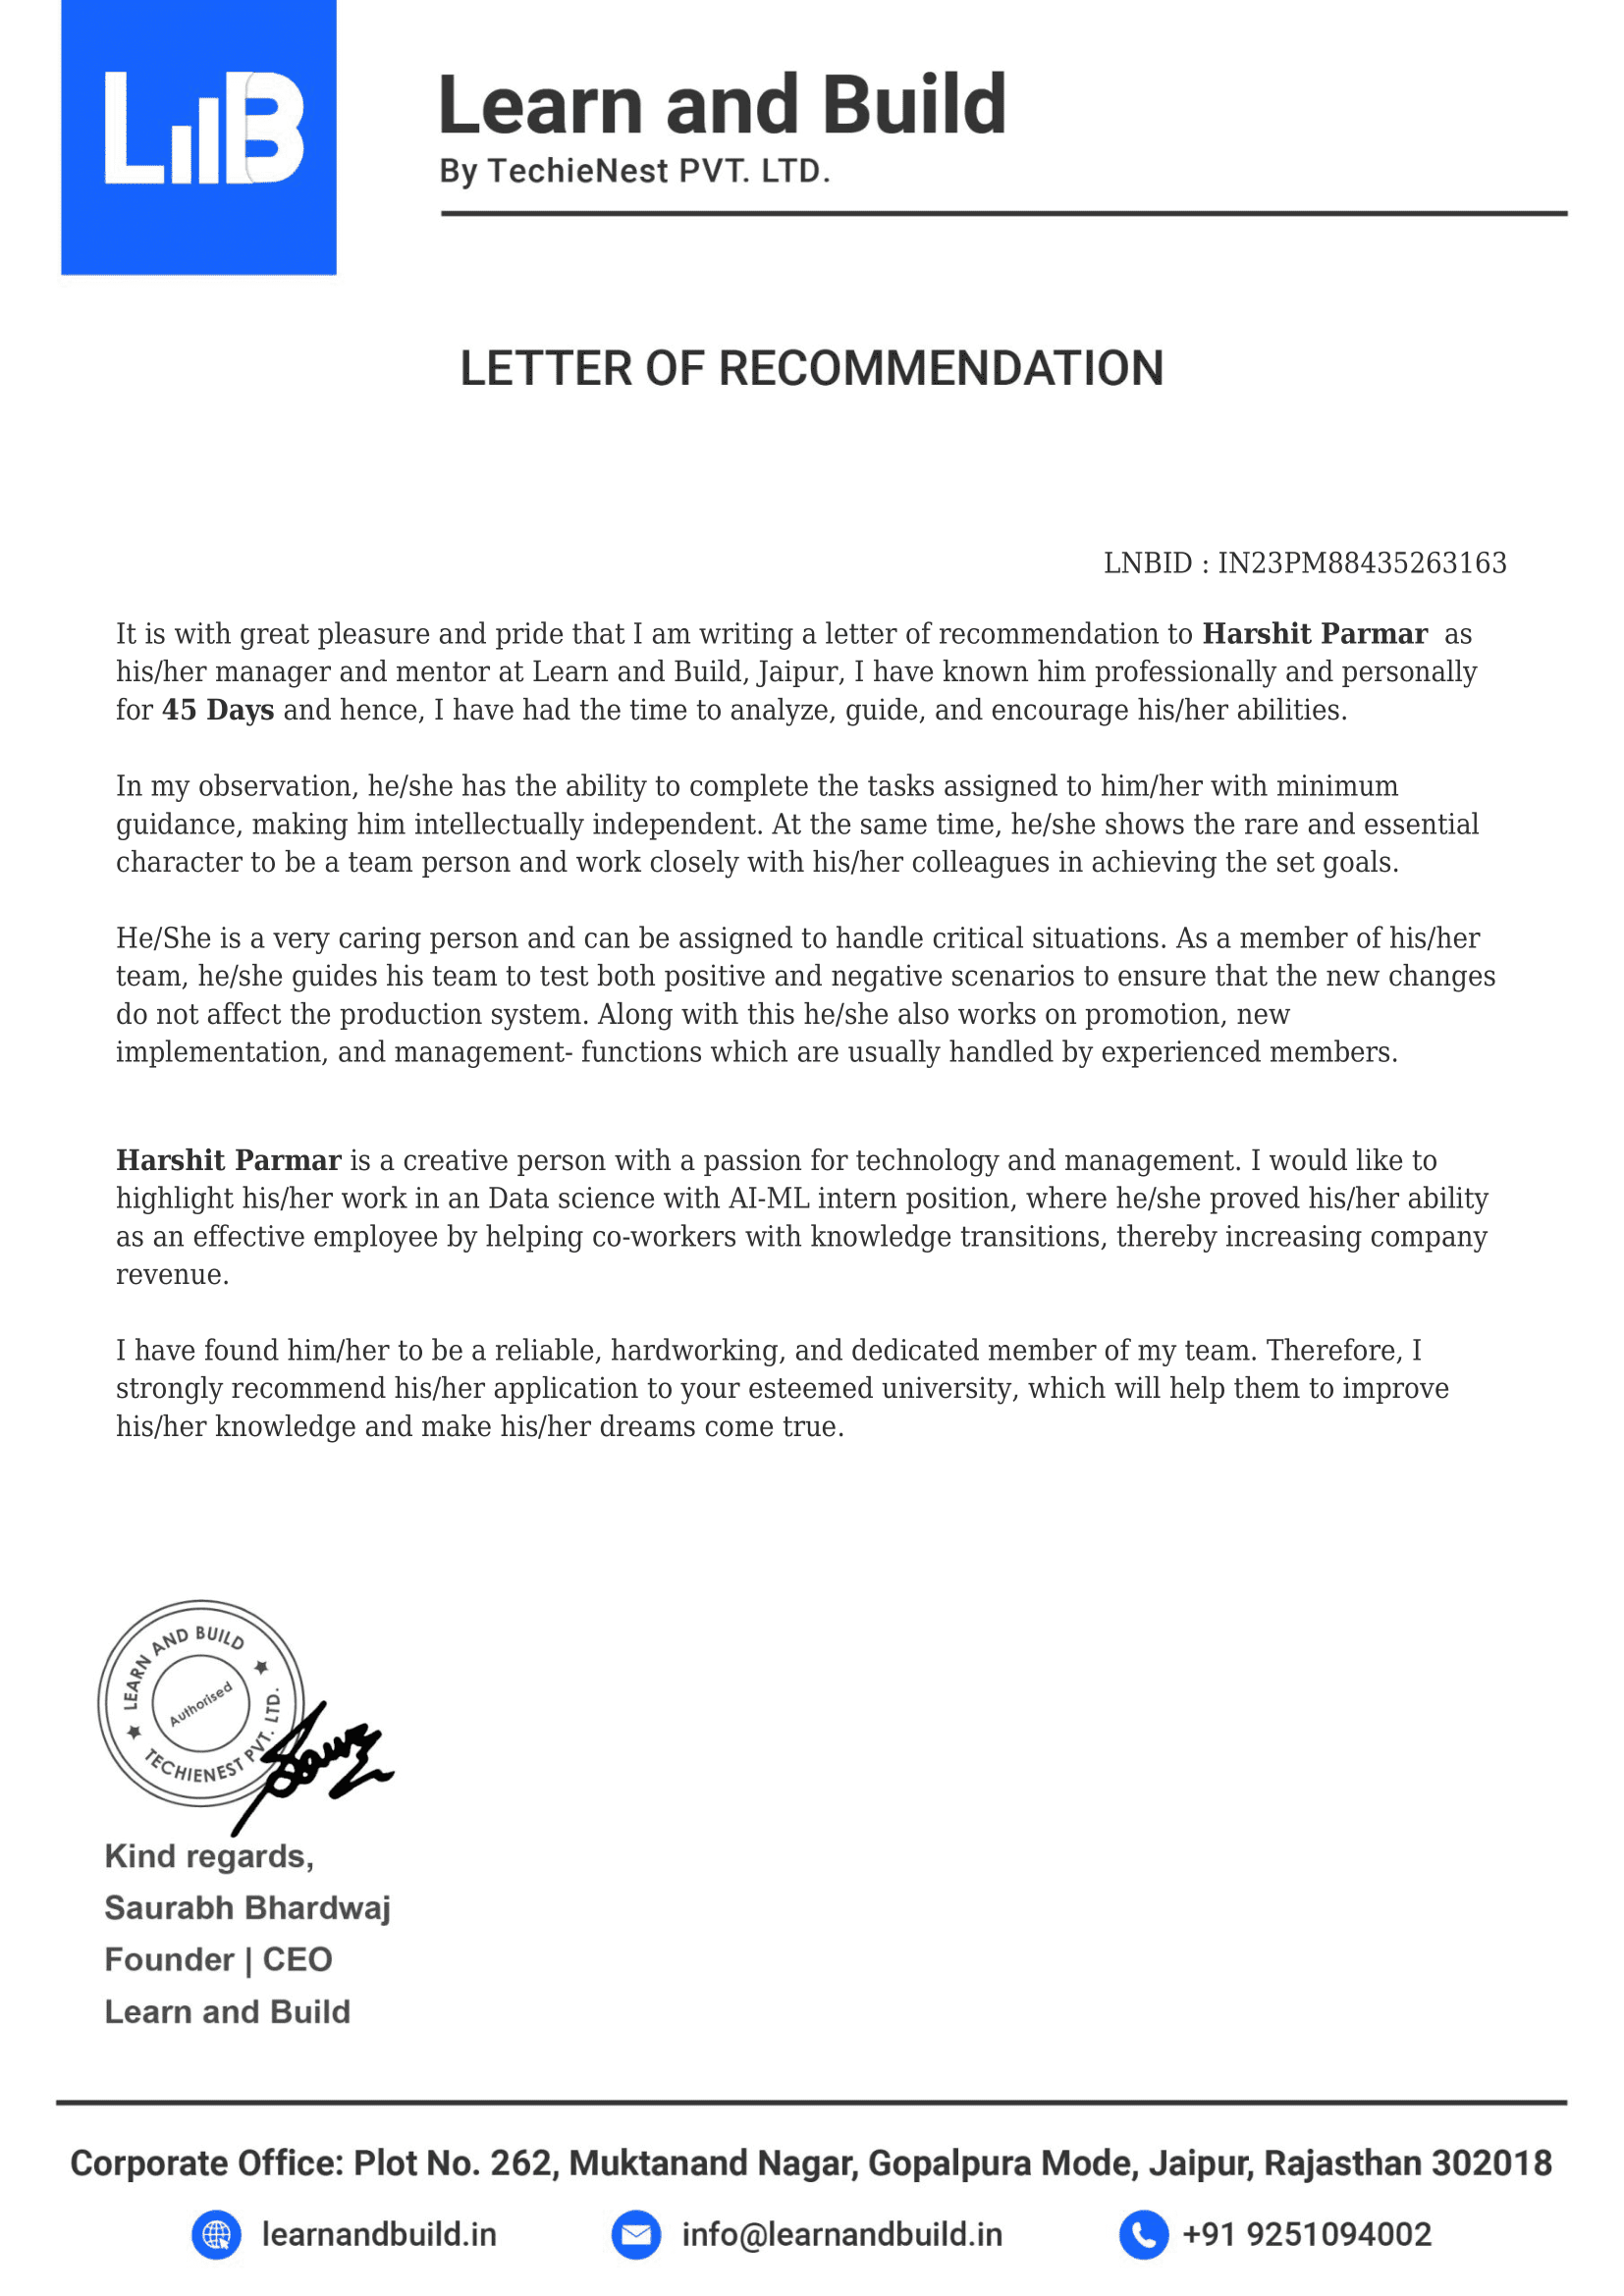 LB
Learn and Build
By TechieNest PVT. LTD.
LETTER OF RECOMMENDATION
LNBID : IN23PM88435263163
It is with great pleasure and pride that I am writing a letter of recommendation to Harshit Parmar as
his/her manager and mentor at Learn and Build, Jaipur, I have known him professionally and personally
for 45 Days and hence, I have had the time to analyze, guide, and encourage his/her abilities.
In my observation, he/she has the ability to complete the tasks assigned to him/her with minimum
guidance, making him intellectually independent. At the same time, he/she shows the rare and essential
character to be a team person and work closely with his/her colleagues in achieving the set goals.
He/She is a very caring person and can be assigned to handle critical situations. As a member of his/her
team, he/she guides his team to test both positive and negative scenarios to ensure that the new changes
do not affect the production system. Along with this he/she also works on promotion, new
implementation, and management- functions which are usually handled by experienced members.
Harshit Parmar is a creative person with a passion for technology and management. I would like to
highlight his/her work in an Data science with AI-ML intern position, where he/she proved his/her ability
as an effective employee by helping co-workers with knowledge transitions, thereby increasing company
revenue.
I have found him/her to be a reliable, hardworking, and dedicated member of my team. Therefore, I
strongly recommend his/her application to your esteemed university, which will help them to improve
his/her knowledge and make his/her dreams come true.
LEARN AND BUILD
Authorised
TECHIENEST PVT. LTD.
Kind regards,
Saurabh Bhardwaj
Founder | CEO
Learn and Build
Corporate Office: Plot No. 262, Muktanand Nagar, Gopalpura Mode, Jaipur, Rajasthan 302018
learnandbuild.in info@learnandbuild.in +91 9251094002